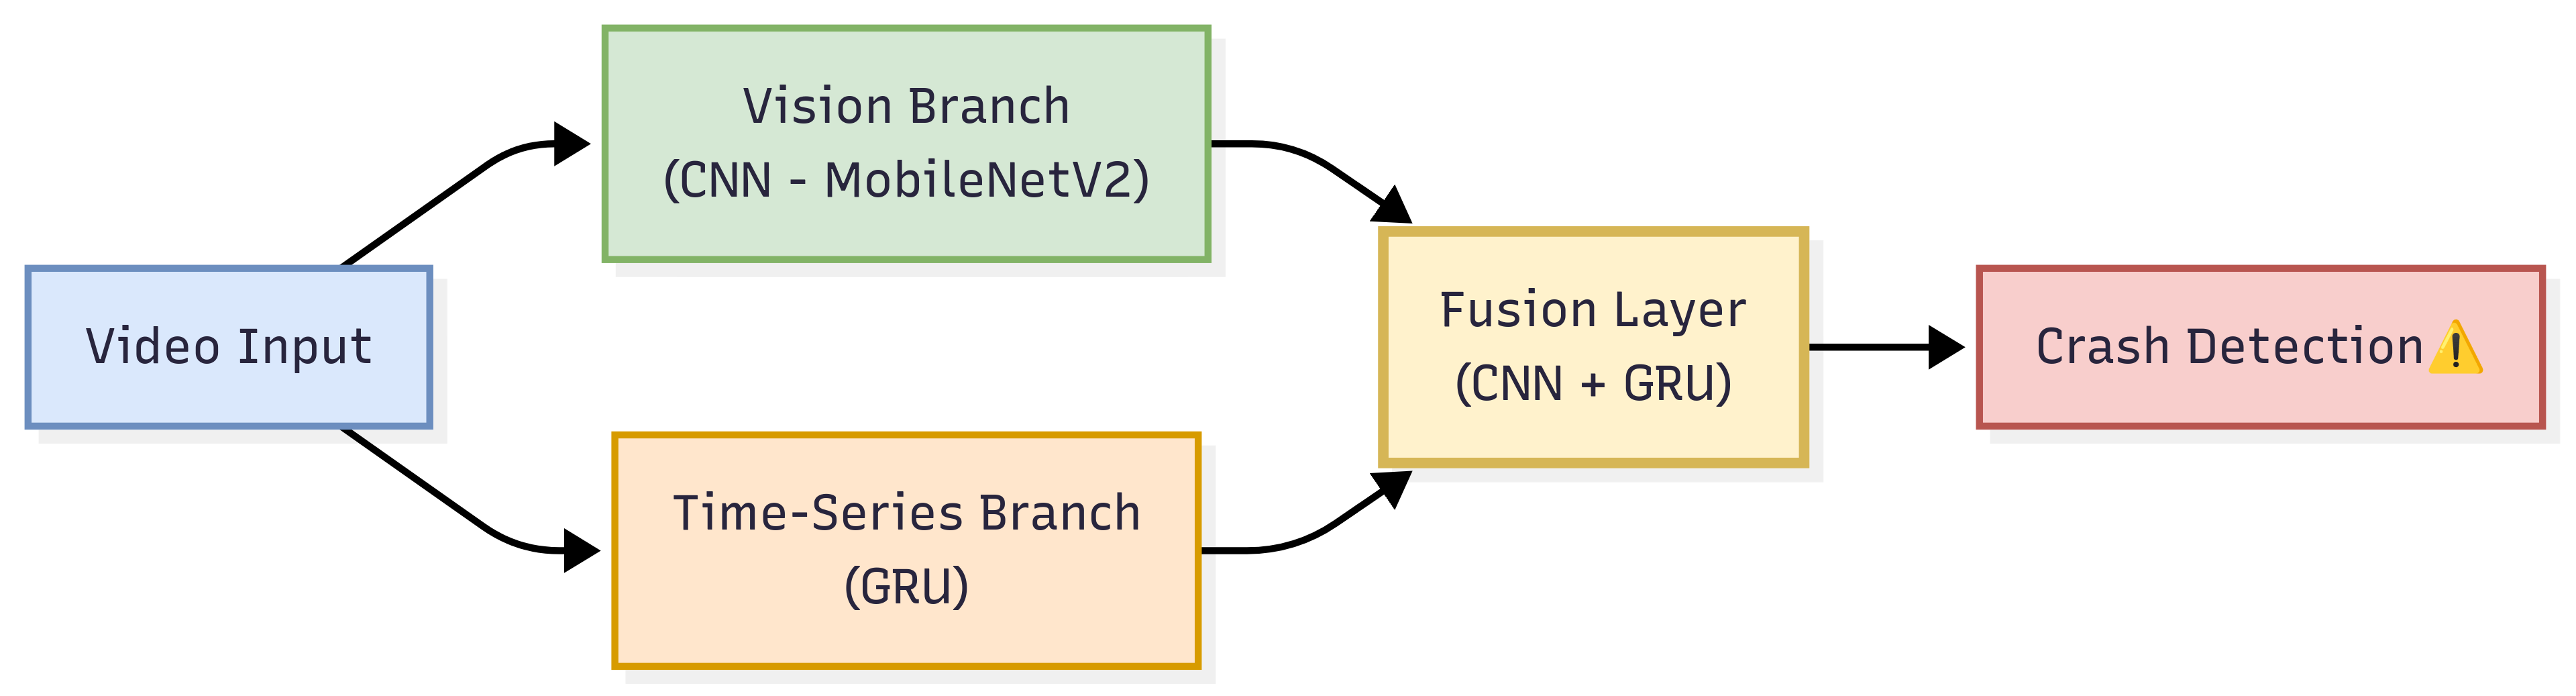 Video Input
Vision Branch
(CNN - MobileNetV2)
Time-Series Branch
(GRU)
Fusion Layer
(CNN + GRU)
Crash Detection⚠️